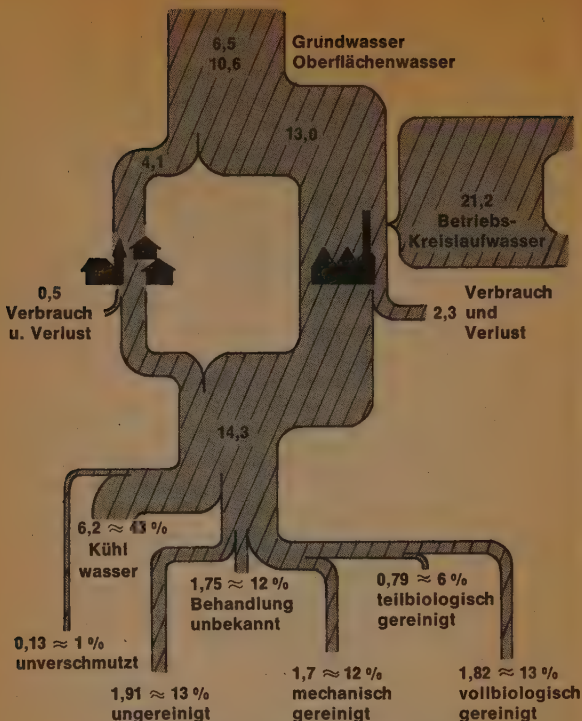 6,5 Grundwasser
10,6 Oberflächenwasser
13,0
4,1
21,2
Betriebs-
Kreislaufwasser
0,5
Verbrauch
u. Verlust
2,3 Verbrauch
und
Verlust
14,3
6,2 ≈ 43 %
Kühl
wasser
1,75 ≈ 12 %
Behandlung
unbekannt
0,79 ≈ 6 %
teilbiologisch
gereinigt
0,13 ≈ 1 %
unverschmutzt
1,91 ≈ 13 %
ungereinigt
1,7 ≈ 12 %
mechanisch
gereinigt
1,82 ≈ 13 %
vollbiologisch
gereinigt